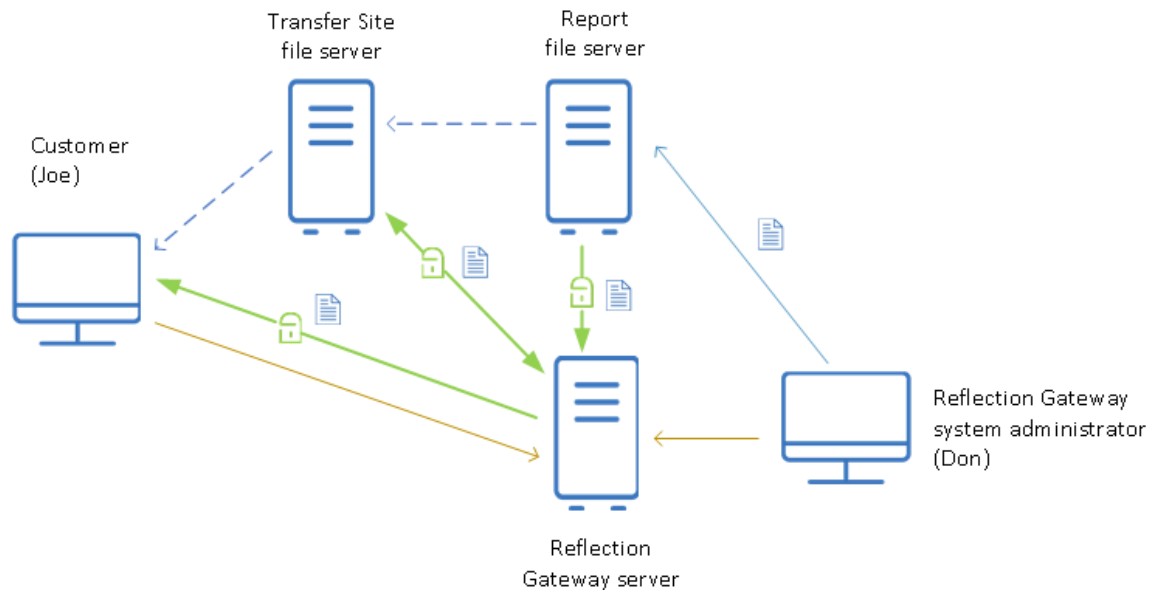 Transfer Site
file server
Report
file server
Customer
(Joe)
Reflection Gateway
system administrator
(Don)
Reflection
Gateway server